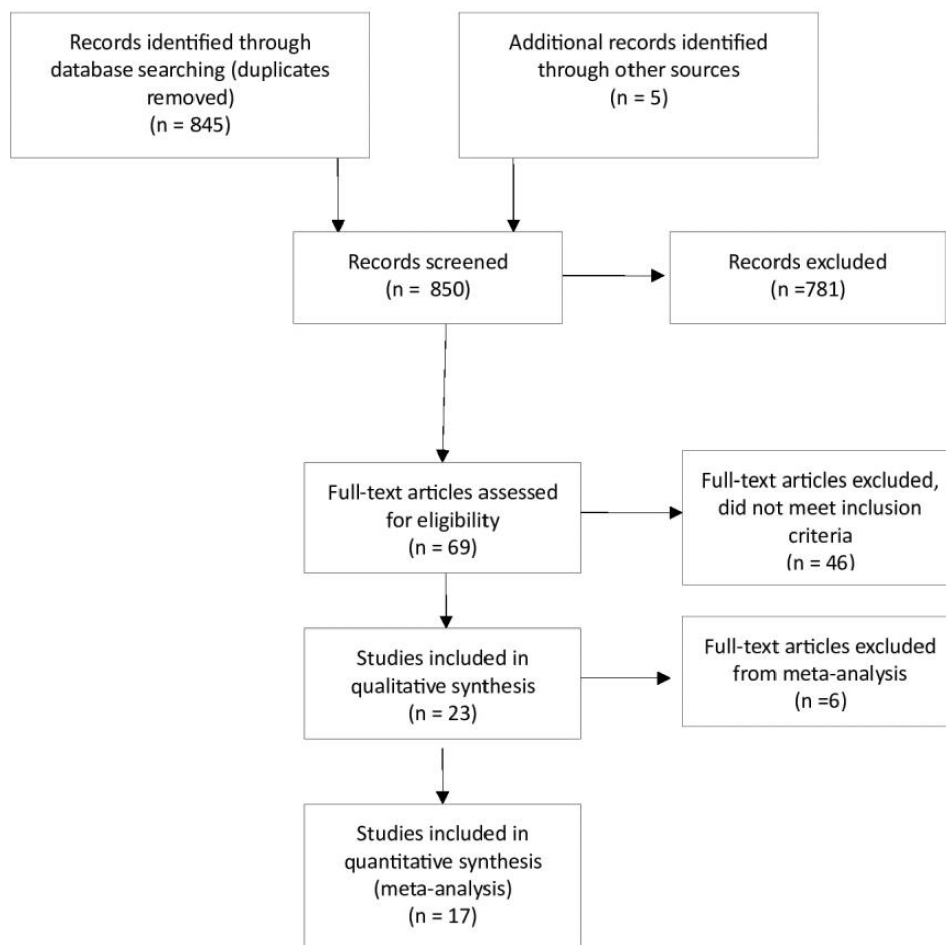 Records identified through
database searching (duplicates
removed)
(n = 845)
Additional records identified
through other sources
(n = 5)
Records screened
(n =  850)
Records excluded
(n =781)
Full-text articles assessed
for eligibility
(n = 69)
Full-text articles excluded,
did not meet inclusion
criteria
(n = 46)
Studies included in
qualitative synthesis
(n = 23)
Full-text articles excluded
from meta-analysis
(n =6)
Studies included in
quantitative synthesis
(meta-analysis)
(n = 17)